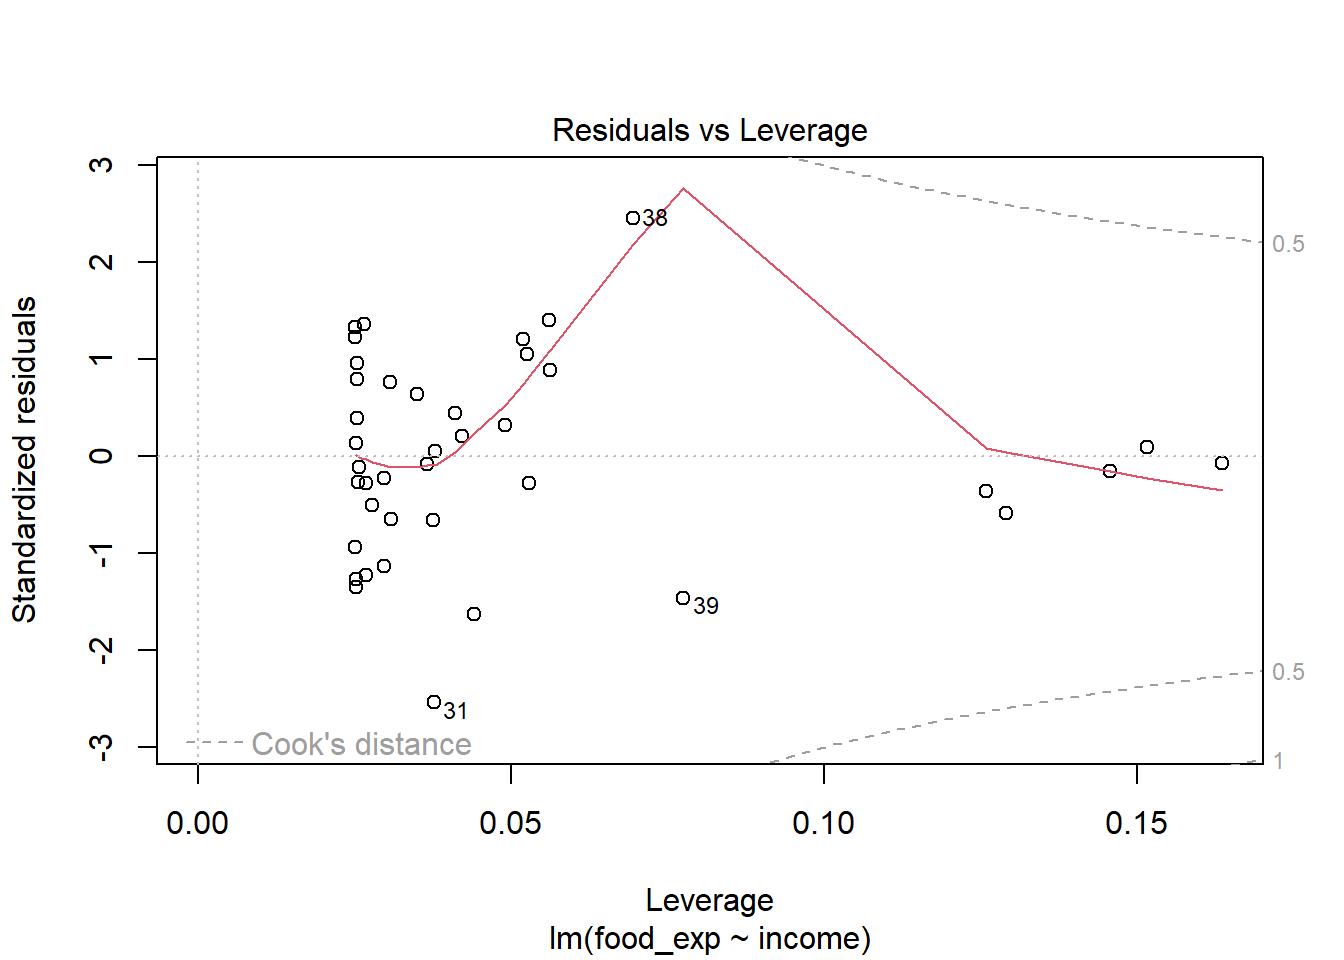 Residuals vs Leverage
Standardized residuals
3
2
1
0
-1
-2
-3
38
39
31
0.5
0.5
1
Cook's distance
0.00 0.05 0.10 0.15
Leverage
lm(food_exp ~ income)